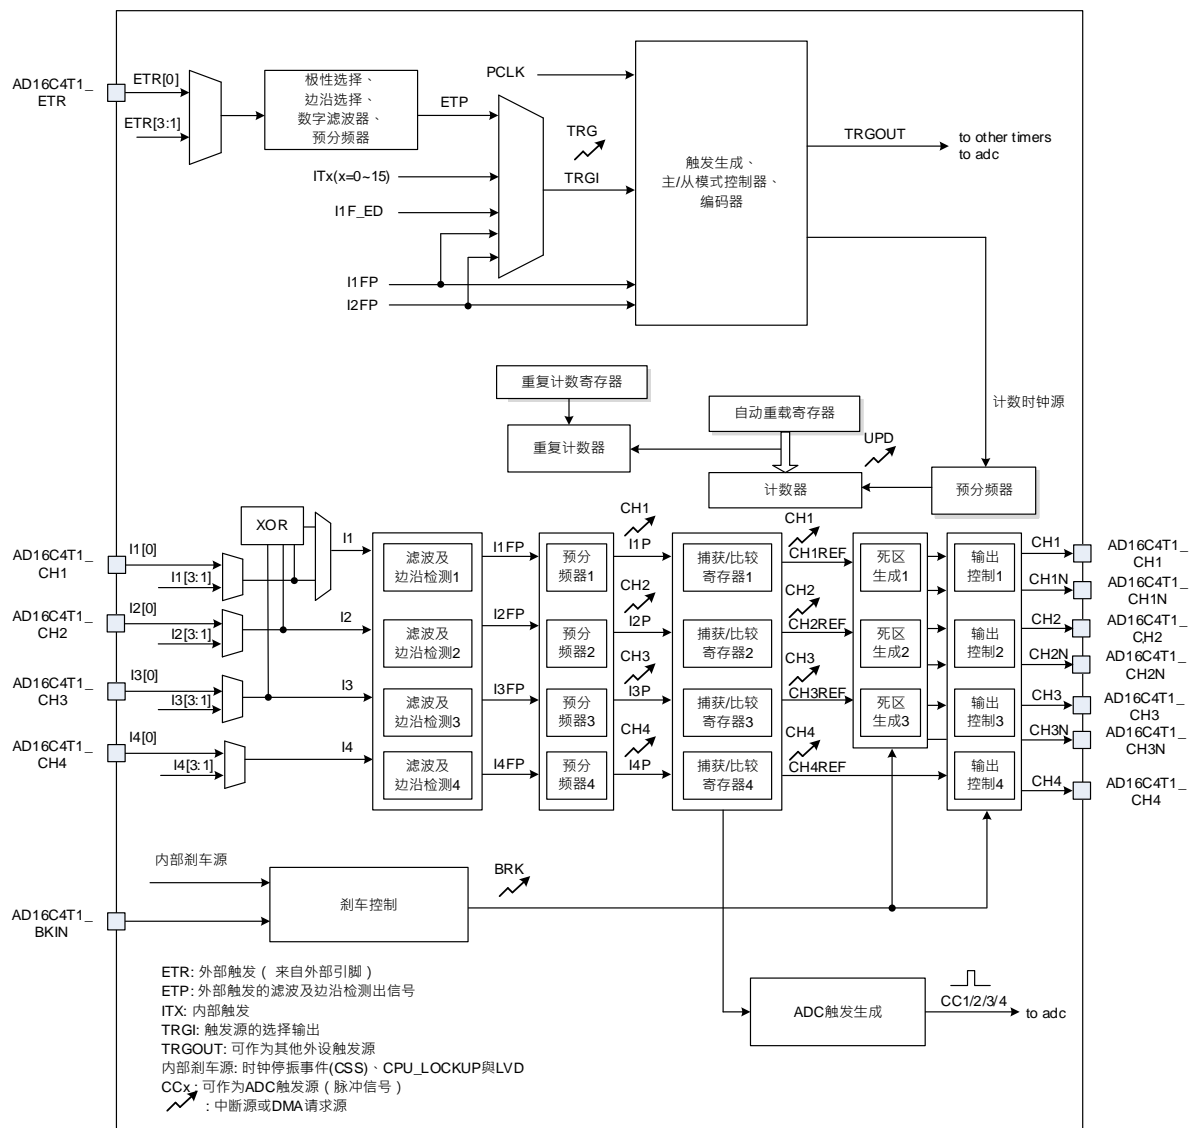 AD16C4T1_
ETR
ETR[0]
ETR[3:1]
极性选择、
边沿选择、
数字滤波器、
预分频器
ETP
PCLK
TRG
TRGI
ITx(x=0~15)
I1F_ED
I1FP
I2FP
触发生成、
主/从模式控制器、
编码器
TRGOUT
to other timers
to adc
重复计数寄存器
重复计数器
自动重载寄存器
UPD
计数器
计数时钟源
预分频器
XOR
AD16C4T1_
CH1
I1[0]
I1[3:1]
I1
滤波及
边沿检测1
I1FP
预分
频器1
CH1
I1P
捕获/比较
寄存器1
CH1
CH1REF
死区
生成1
输出
控制1
CH1
AD16C4T1_
CH1
CH1N
AD16C4T1_
CH1N
AD16C4T1_
CH2
I2[0]
I2[3:1]
I2
滤波及
边沿检测2
I2FP
预分
频器2
CH2
I2P
捕获/比较
寄存器2
CH2
CH2REF
死区
生成2
输出
控制2
CH2
AD16C4T1_
CH2
CH2N
AD16C4T1_
CH2N
AD16C4T1_
CH3
I3[0]
I3[3:1]
I3
滤波及
边沿检测3
I3FP
预分
频器3
CH3
I3P
捕获/比较
寄存器3
CH3
CH3REF
死区
生成3
输出
控制3
CH3
AD16C4T1_
CH3
CH3N
AD16C4T1_
CH3N
AD16C4T1_
CH4
I4[0]
I4[3:1]
I4
滤波及
边沿检测4
I4FP
预分
频器4
CH4
I4P
捕获/比较
寄存器4
CH4
CH4REF
输出
控制4
CH4
AD16C4T1_
CH4
内部刹车源
AD16C4T1_
BKIN
刹车控制
BRK
ADC触发生成
CC1/2/3/4
to adc
ETR: 外部触发（ 来自外部引脚）
ETP: 外部触发的滤波及边沿检测出信号
ITX: 内部触发
TRGI: 触发源的选择输出
TRGOUT: 可作为其他外设触发源
内部刹车源: 时钟停振事件(CSS)、CPU_LOCKUP與LVD
CCx : 可作为ADC触发源（脉冲信号）
: 中断源或DMA请求源